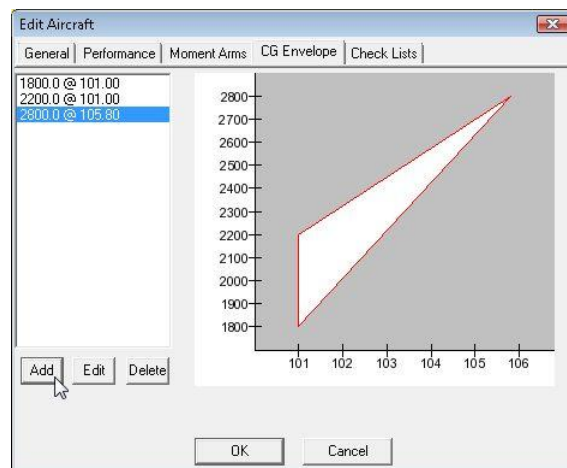 Edit Aircraft
General Performance Moment Arms CG Envelope Check Lists
1800.0 @ 101.00
2200.0 @ 101.00
2800.0 @ 105.80
2800
2700
2600
2500
2400
2300
2200
2100
2000
1900
1800
101 102 103 104 105 106
Add Edit Delete
OK Cancel